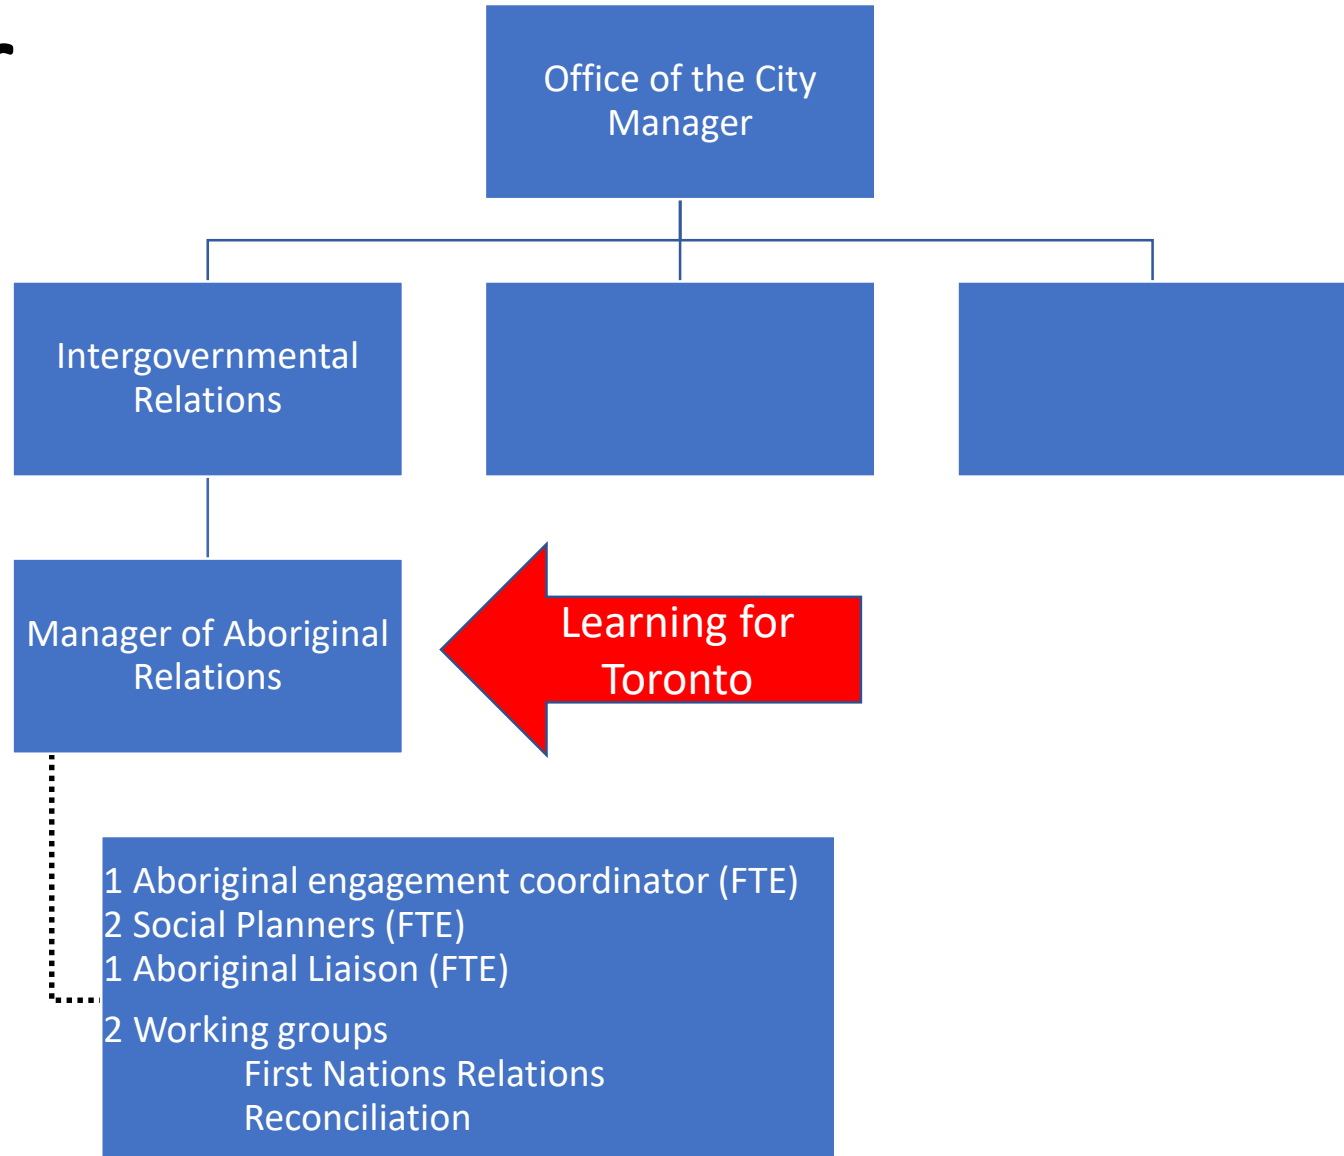 r
Office of the City
Manager
Intergovernmental
Relations
Manager of Aboriginal
Relations
Learning for
Toronto
1 Aboriginal engagement coordinator (FTE)
2 Social Planners (FTE)
1 Aboriginal Liaison (FTE)
2 Working groups
First Nations Relations
Reconciliation